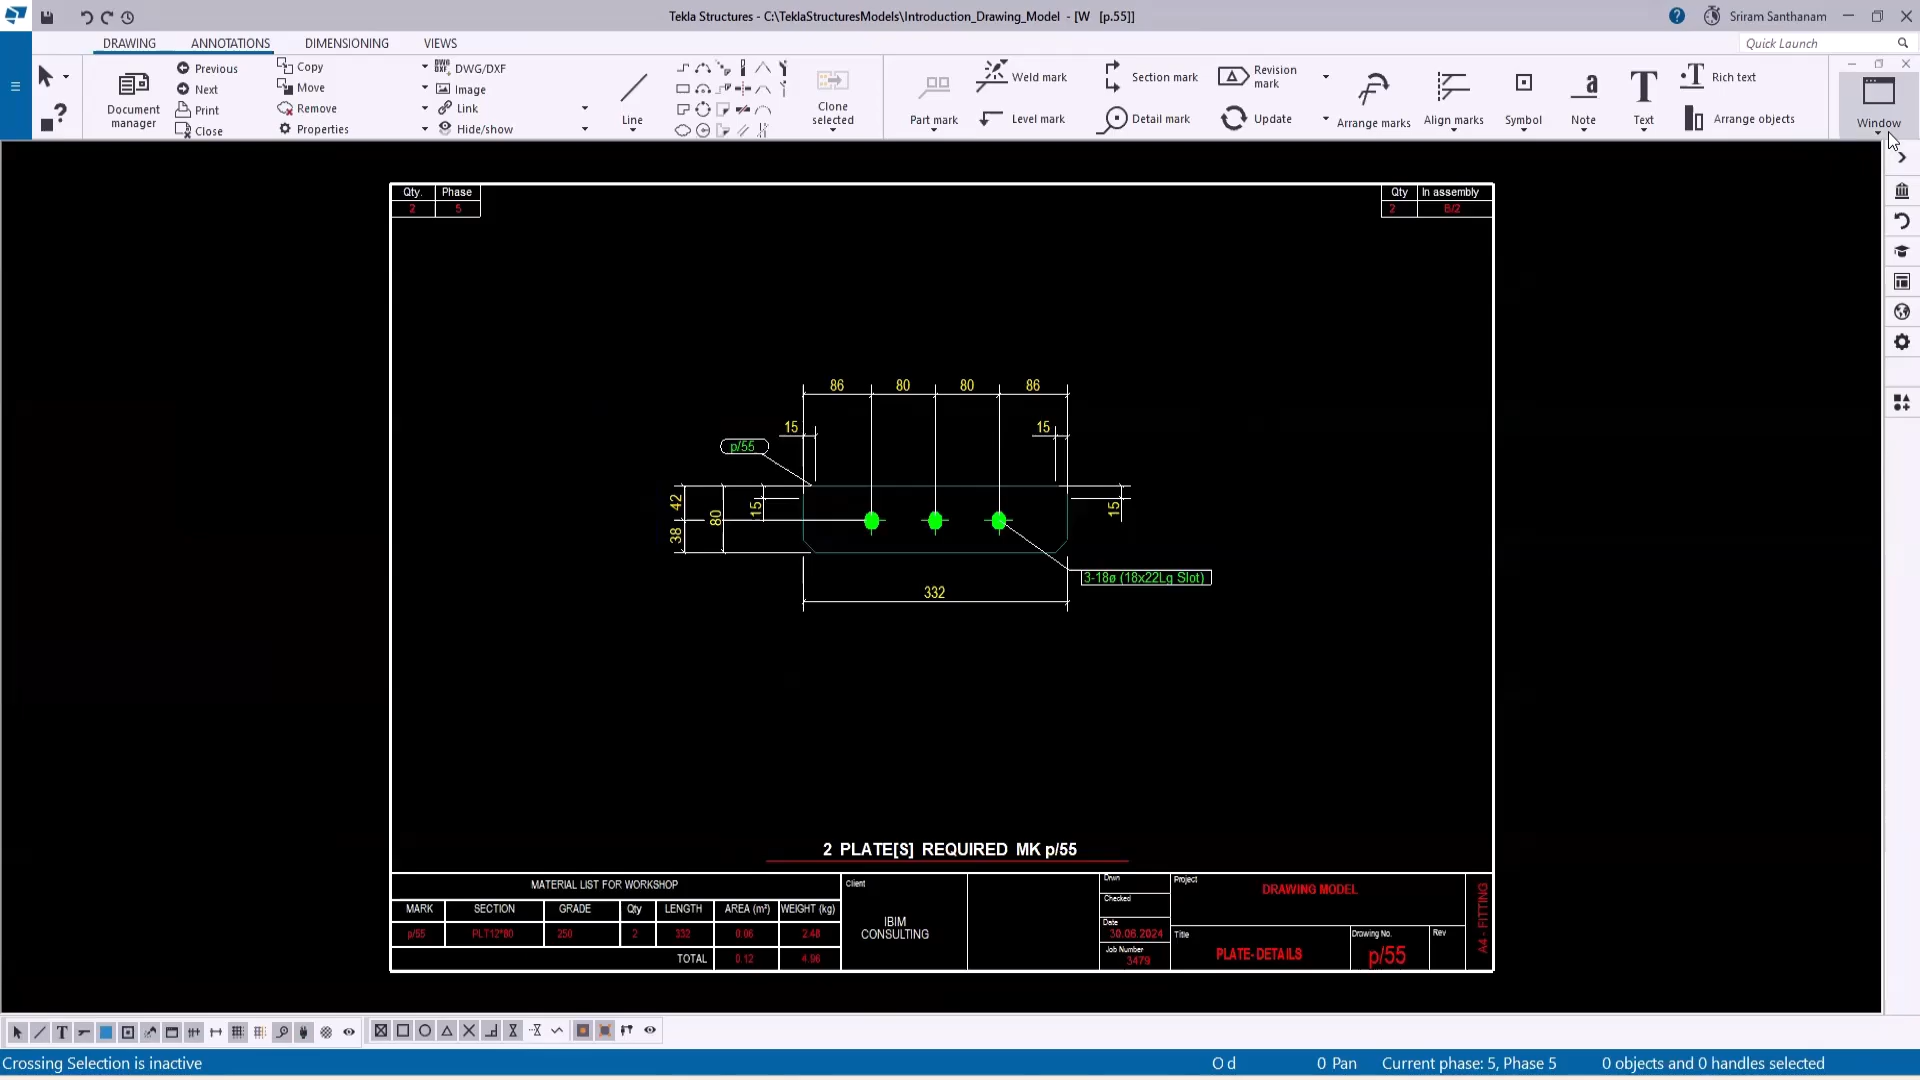 Tekla Structures - C:\TeklaStructuresModels\Introduction_Drawing_Model - [W [p.55]]
Sriram Santhanam
DRAWING ANNOTATIONS DIMENSIONING VIEWS
Quick Launch
Document manager
Previous
Next
Print
Close
Copy
Move
Remove
Properties
DWG/DXF
Image
Link
Hide/show
Line
Clone selected
Part mark
Weld mark
Level mark
Section mark
Detail mark
Revision mark
Update
Arrange marks
Align marks
Symbol
Note
Text
Rich text
Arrange objects
Window
Qty. Phase
2 5
Qty In assembly
2 B/2
86 80 80 86
15 15
p/55
42 38 80 15 15
3-18ø (18x22Lg Slot)
332
2 PLATE[S] REQUIRED MK p/55
MATERIAL LIST FOR WORKSHOP
MARK SECTION GRADE Qty LENGTH AREA (m²) WEIGHT (kg)
p/55 PLT12*80 250 2 332 0.06 2.48
TOTAL 0.12 4.96
Client
IBIM
CONSULTING
Drwn
Checked
Date
30.08.2024
Job Number
3479
Project
DRAWING MODEL
Title
PLATE-DETAILS
Drawing No.
p/55
Rev
A4 - FITTING
Crossing Selection is inactive
O d 0 Pan Current phase: 5, Phase 5 0 objects and 0 handles selected